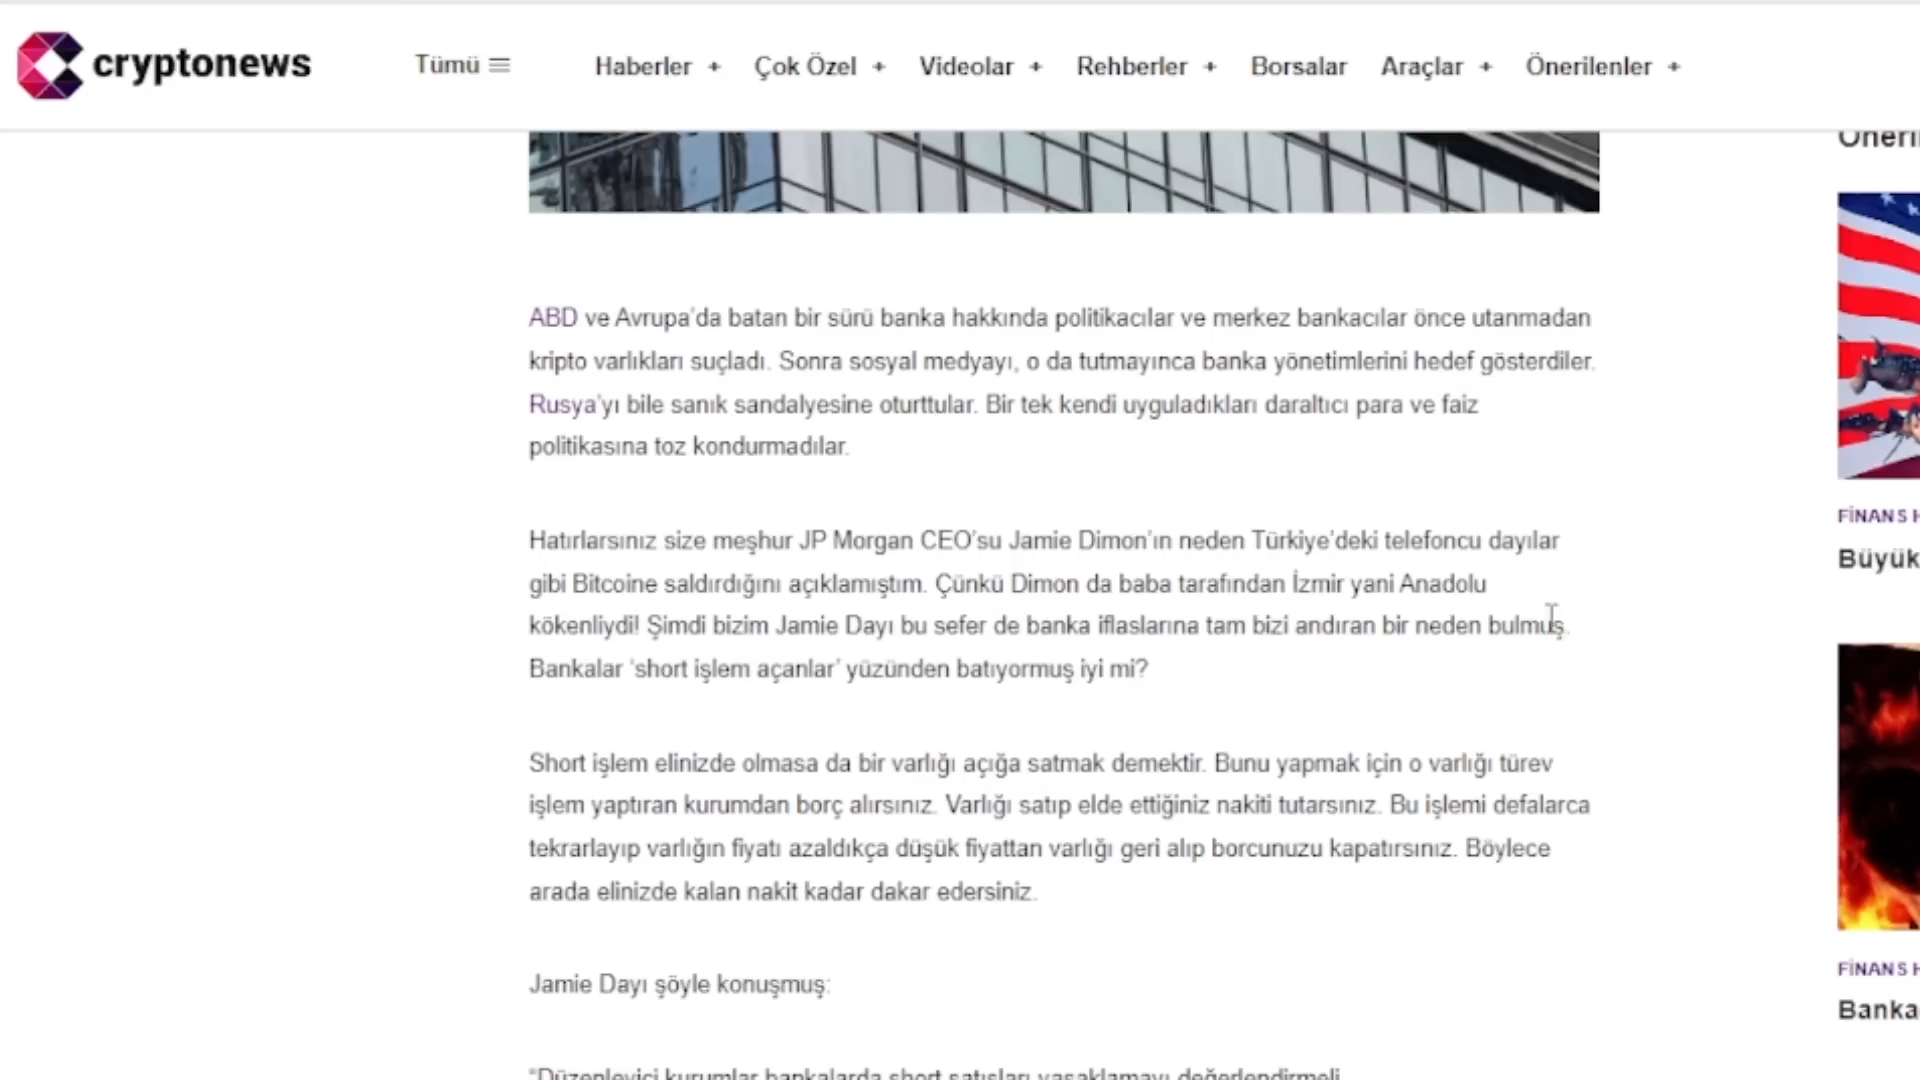 cryptonews
Tümü
Haberler +
Çok Özel +
Videolar +
Rehberler +
Borsalar
Araçlar +
Önerilenler +
ABD ve Avrupa'da batan bir sürü banka hakkında politikacılar ve merkez bankacılar önce utanmadan
kripto varlıkları suçladı. Sonra sosyal medyayı, o da tutmayınca banka yönetimlerini hedef gösterdiler.
Rusya'yı bile sanık sandalyesine oturttular. Bir tek kendi uyguladıkları daraltıcı para ve faiz
politikasına toz kondurmadılar.
Hatırlarsınız size meşhur JP Morgan CEO'su Jamie Dimon'ın neden Türkiye'deki telefoncu dayılar
gibi Bitcoine saldırdığını açıklamıştım. Çünkü Dimon da baba tarafından İzmir yani Anadolu
kökenliydi! Şimdi bizim Jamie Dayı bu sefer de banka iflaslarına tam bizi andıran bir neden bulmuş.
Bankalar 'short işlem açanlar' yüzünden batıyormuş iyi mi?
Short işlem elinizde olmasa da bir varlığı açığa satmak demektir. Bunu yapmak için o varlığı türev
işlem yaptıran kurumdan borç alırsınız. Varlığı satıp elde ettiğiniz nakiti tutarsınız. Bu işlemi defalarca
tekrarlayıp varlığın fiyatı azaldıkça düşük fiyattan varlığı geri alıp borcunuzu kapatırsınız. Böylece
arada elinizde kalan nakit kadar dakar edersiniz.
Jamie Dayı şöyle konuşmuş:
"Düzenleyici kurumlar bankalarda short satışları yasaklamayı değerlendirmeli
FİNANS H
Büyük
FİNANS H
Banka